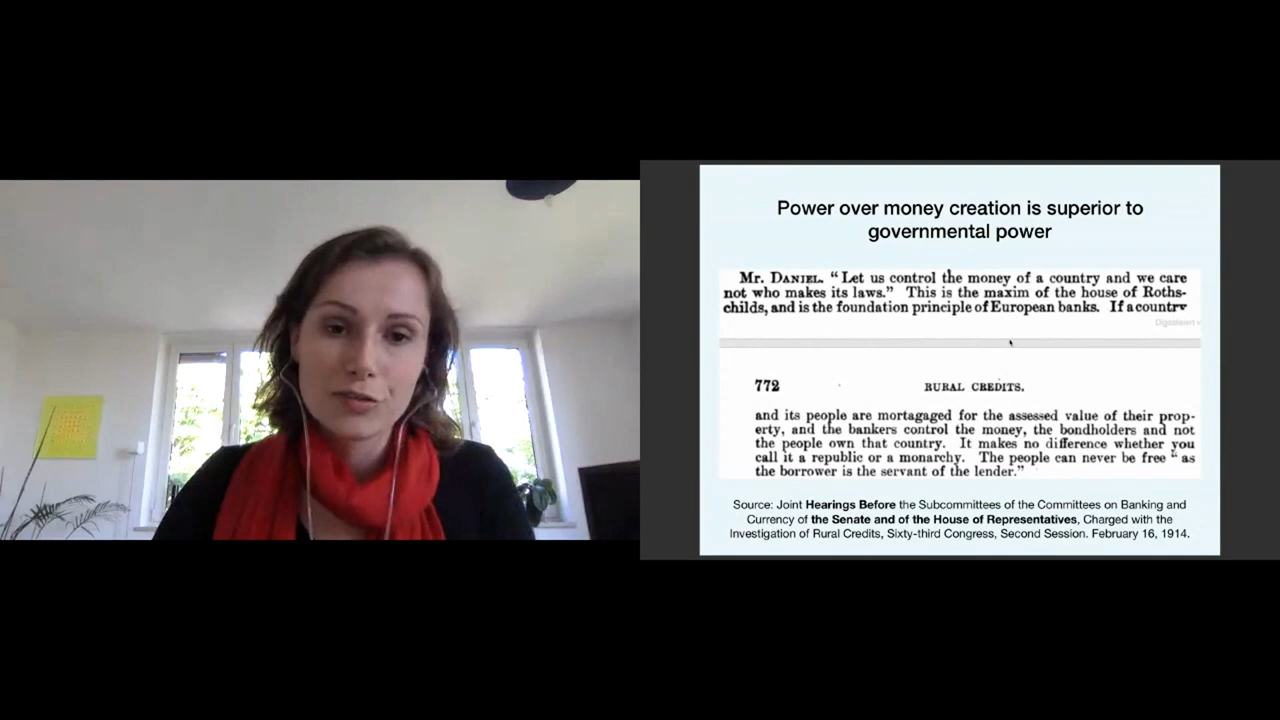 Power over money creation is superior to
governmental power
Mr. DANIEL. “Let us control the money of a country and we care
not who makes its laws.” This is the maxim of the house of Roths-
childs, and is the foundation principle of European banks. If a country
Digitalisiert v
772 RURAL CREDITS.
and its people are mortagaged for the assessed value of their prop-
erty, and the bankers control the money, the bondholders and not
the people own that country. It makes no difference whether you
call it a republic or a monarchy. The people can never be free “as
the borrower is the servant of the lender.”
Source: Joint Hearings Before the Subcommittees of the Committees on Banking and
Currency of the Senate and of the House of Representatives, Charged with the
Investigation of Rural Credits, Sixty-third Congress, Second Session. February 16, 1914.